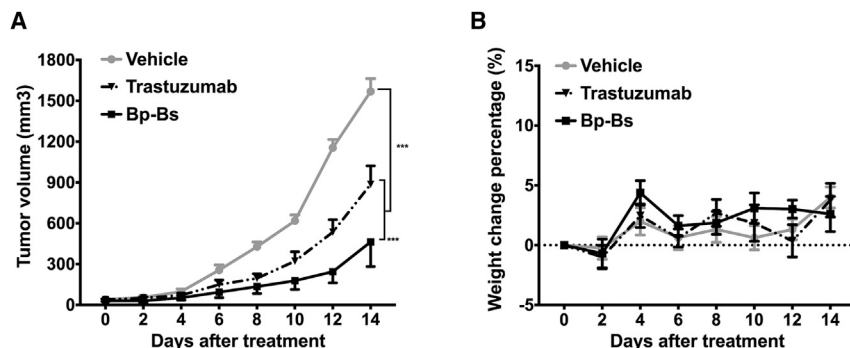 A
Tumor volume (mm3)
1800
1500
1200
900
600
300
0
Vehicle
Trastuzumab
Bp-Bs
***
***
0 2 4 6 8 10 12 14
Days after treatment
B
Weight change percentage (%)
15
10
5
0
-5
Vehicle
Trastuzumab
Bp-Bs
0 2 4 6 8 10 12 14
Days after treatment